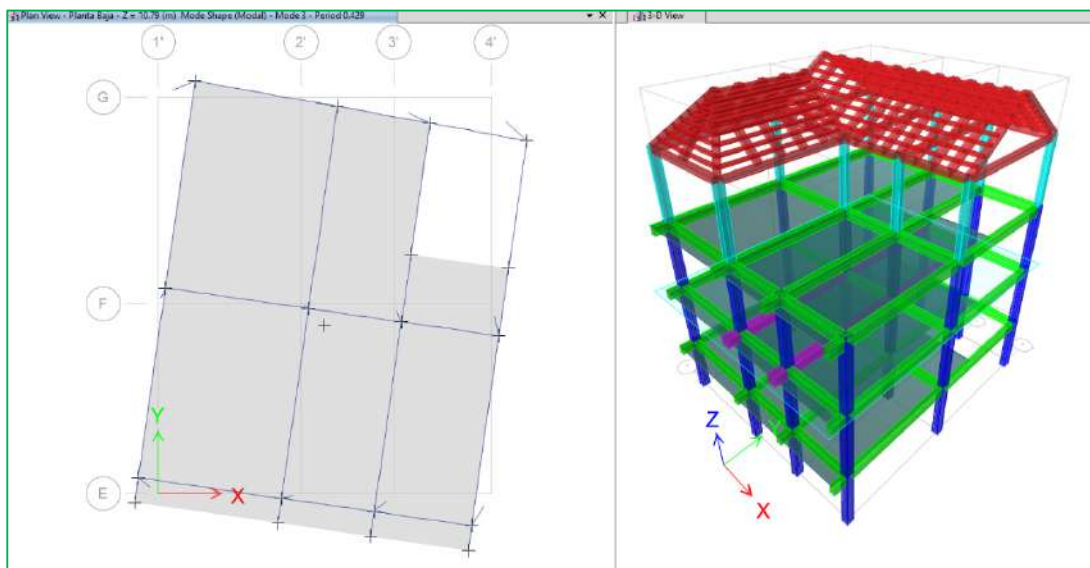 Plan View - Planta Baja - Z = 10.79 (m) Mode Shape (Modal) - Mode 3 - Period 0.429
3-D View
1' 2' 3' 4'
G
F
E
Y
X
Z
X